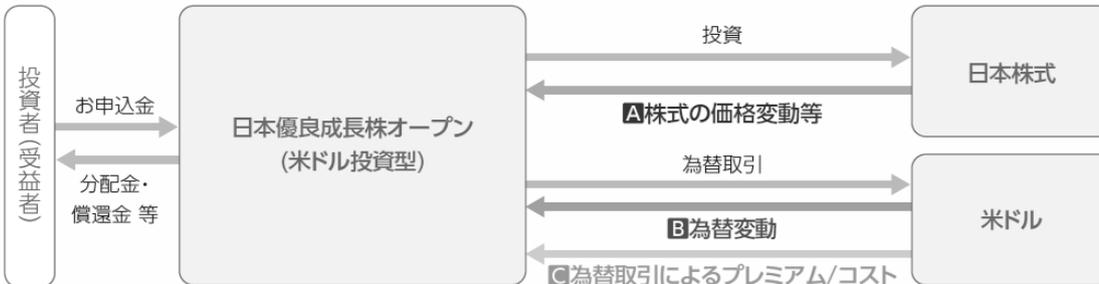 投資者(受益者)
お申込金
分配金・
償還金 等
日本優良成長株オープン
(米ドル投資型)
投資
A株式の価格変動等
日本株式
為替取引
B為替変動
C為替取引によるプレミアム/コスト
米ドル